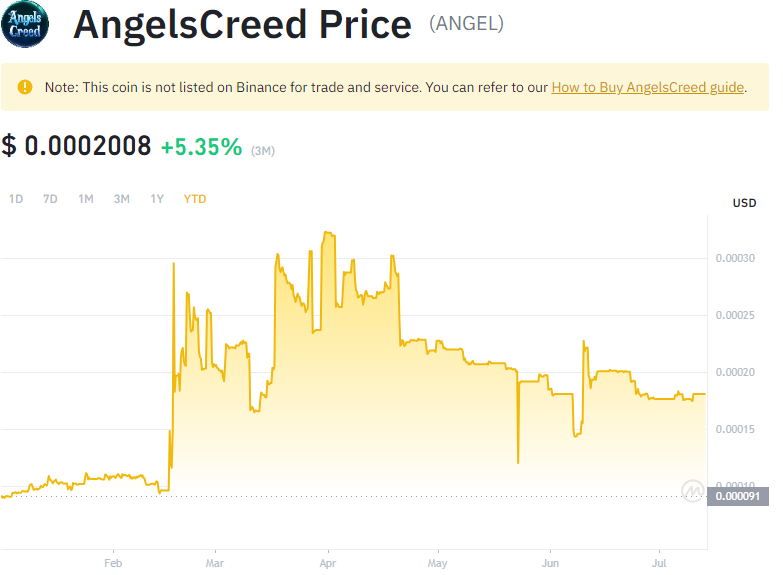 Angels
Creed
AngelsCreed Price (ANGEL)
Note: This coin is not listed on Binance for trade and service. You can refer to our How to Buy AngelsCreed guide.
$ 0.0002008 +5.35% (3M)
1D 7D 1M 3M 1Y YTD
USD
0.00030
0.00025
0.00020
0.00015
0.00010
0.000091
Feb Mar Apr May Jun Jul